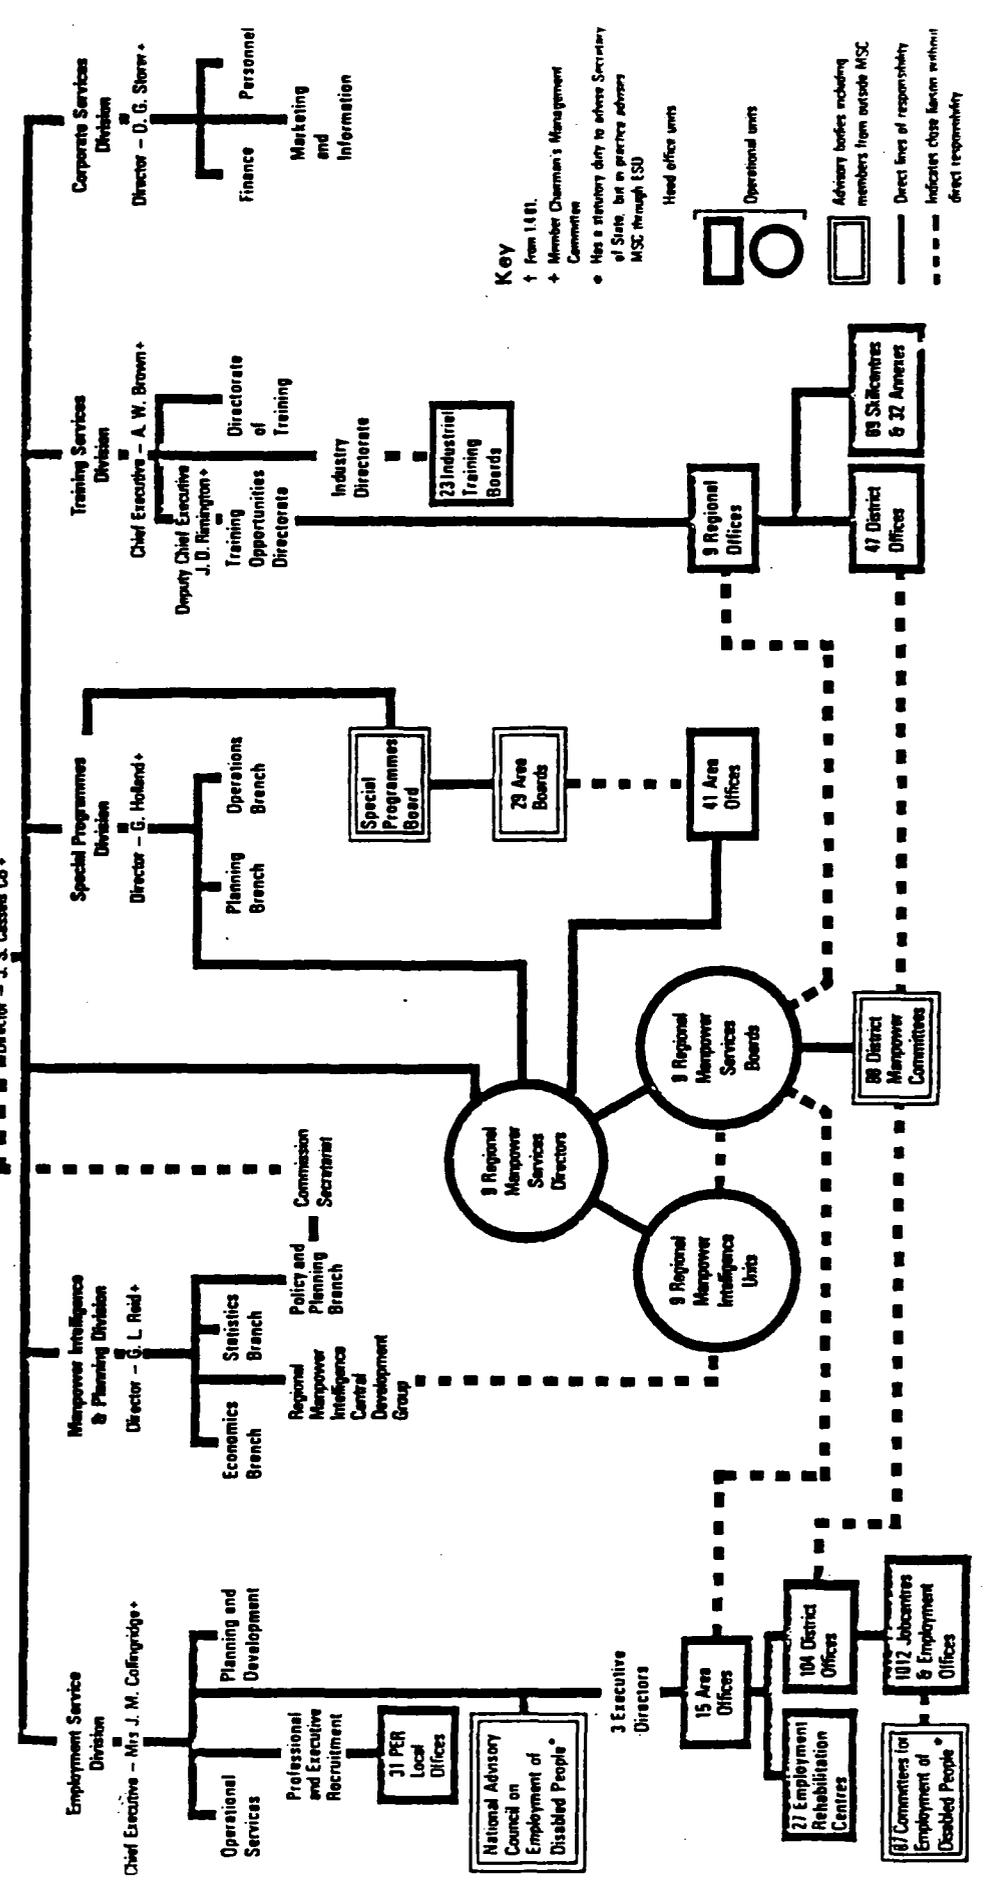 Employment Service
Division
Chief Executive – Mrs J. M. Collingridge+
Operational
Services
Professional
and Executive
Recruitment
Planning and
Development
31 PER
Local
Offices
National Advisory
Council on
Employment of
Disabled People*
3 Executive
Directors
15 Area
Offices
27 Employment
Rehabilitation
Centres
104 District
Offices
1012 Jobcentres
& Employment
Offices
87 Committees for
Employment of
Disabled People*
Manpower Intelligence
& Planning Division
Director – G. L. Reid+
Economics
Branch
Regional
Manpower
Intelligence
Central
Development
Group
Statistics
Branch
Policy and
Planning
Branch
Commission
Secretariat
9 Regional
Manpower
Services
Directors
9 Regional
Manpower
Intelligence
Units
9 Regional
Manpower
Services
Boards
88 District
Manpower
Committees
Special Programmes
Division
Director – G. Holland+
Planning
Branch
Operations
Branch
Special
Programmes
Board
29 Area
Boards
41 Area
Offices
Training Services
Division
Chief Executive – A. W. Brown+
Deputy Chief Executive
J. D. Rimington+
Training
Opportunities
Directorate
Industry
Directorate
Directorate
of
Training
23 Industrial
Training
Boards
9 Regional
Offices
47 District
Offices
69 Skillcentres
& 32 Annexes
Corporate Services
Division
Director – D. G. Storer+
Finance
Marketing
and
Information
Personnel
Key
† From 1.4.81.
+ Member Chairman's Management
Committee
* Has a statutory duty to advise Secretary
of State, but in practice advises
MSC through ESD
Head office units
Operational units
Advisory bodies including
members from outside MSC
Direct lines of responsibility
Indicates close liaison without
direct responsibility